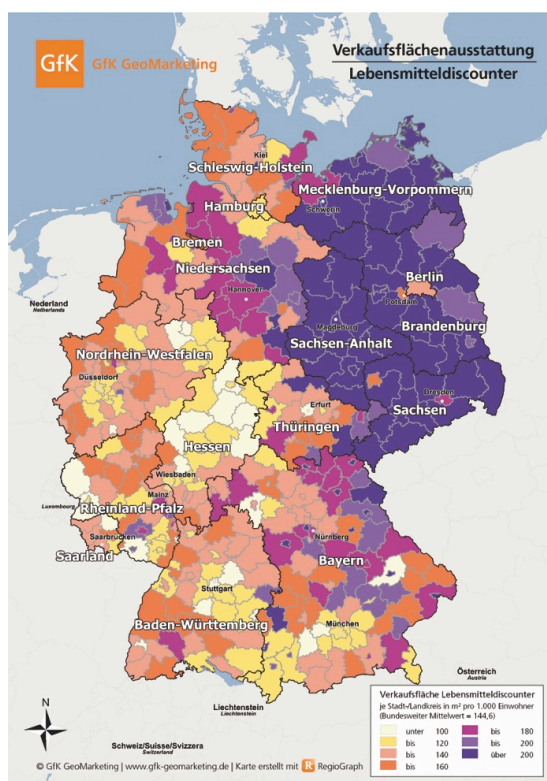 GfK
GfK GeoMarketing
Verkaufsflächenausstattung
Lebensmitteldiscounter
Kiel
Schleswig-Holstein
Mecklenburg-Vorpommern
Schwerin
Hamburg
Bremen
Niedersachsen
Hannover
Berlin
Potsdam
Brandenburg
Magdeburg
Sachsen-Anhalt
Nederland
Netherlands
Nordrhein-Westfalen
Düsseldorf
Dresden
Sachsen
Erfurt
Thüringen
Hessen
Wiesbaden
Mainz
Luxembourg
Rheinland-Pfalz
Saarbrücken
Saarland
Nürnberg
Bayern
Stuttgart
Baden-Württemberg
München
Österreich
Austria
Liechtenstein
Liechtenstein
Schweiz/Suisse/Svizzera
Switzerland
N
Verkaufsfläche Lebensmitteldiscounter
je Stadt-/Landkreis in m² pro 1.000 Einwohner
(Bundesweiter Mittelwert = 144,6)
unter 100 bis 180
bis 120 bis 200
bis 140 über 200
bis 160
© GfK GeoMarketing | www.gfk-geomarketing.de | Karte erstellt mit R RegioGraph